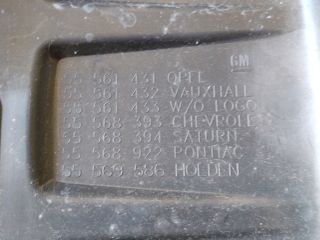 GM
55 561 431 OPEL
55 561 432 VAUXHALL
55 561 433 W/O LOGO
55 568 393 CHEVROLET
55 568 394 SATURN
55 568 922 PONTIAC
55 569 586 HOLDEN